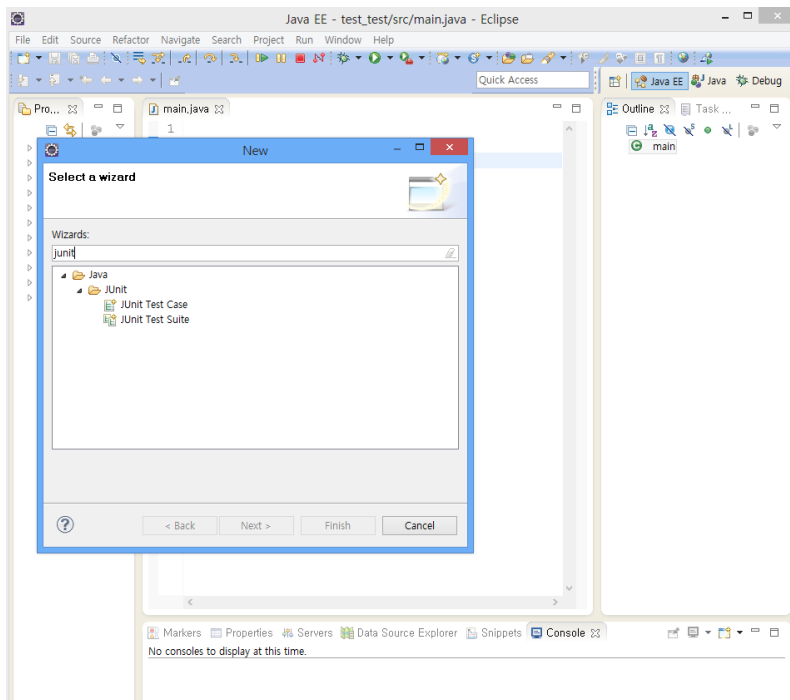 Java EE - test_test/src/main.java - Eclipse
File Edit Source Refactor Navigate Search Project Run Window Help
Quick Access
Java EE
Java
Debug
Pro...
main.java
Outline
Task ...
1
main
New
Select a wizard
Wizards:
junit
Java
JUnit
JUnit Test Case
JUnit Test Suite
< Back
Next >
Finish
Cancel
Markers Properties Servers Data Source Explorer Snippets Console
No consoles to display at this time.